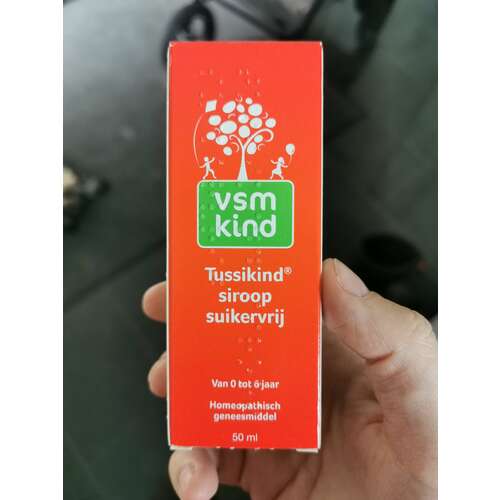 vsm
kind
Tussikind®
siroop
suikervrij
Van 0 tot 6 jaar
Homeopathisch
geneesmiddel
50 ml